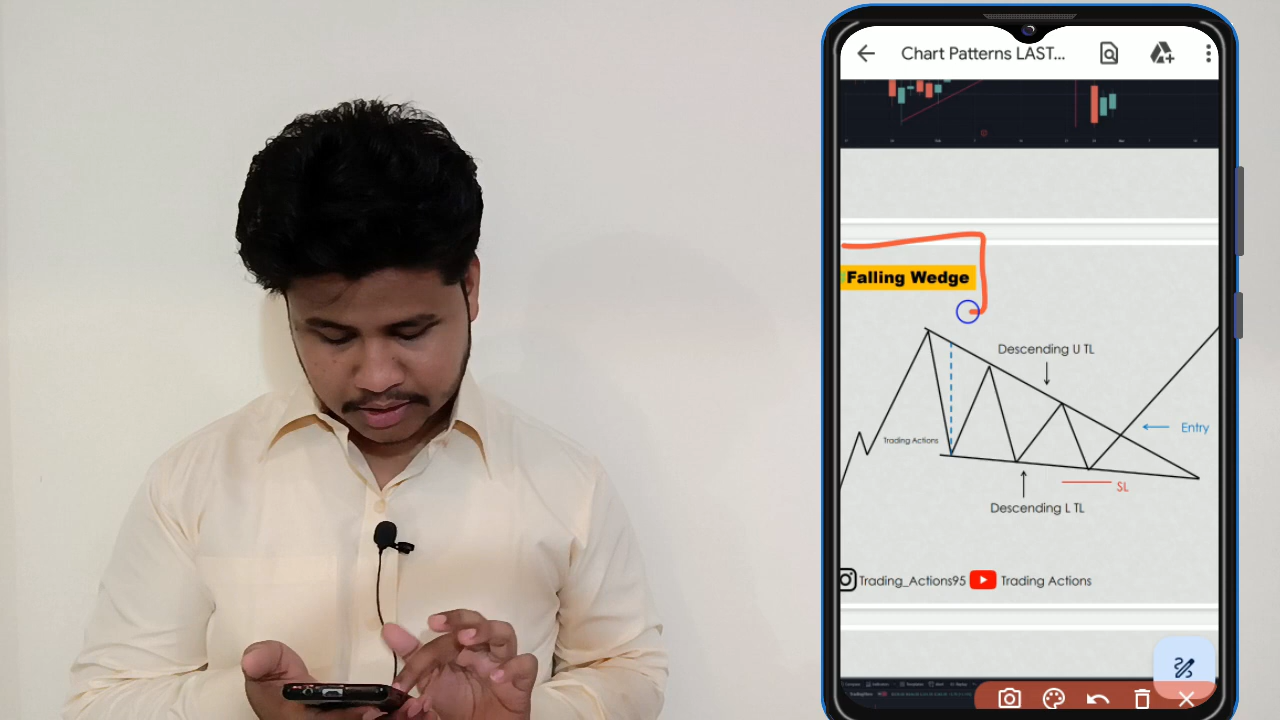 Chart Patterns LAST...
Falling Wedge
Descending U TL
Entry
Trading Actions
SL
Descending L TL
Trading_Actions95
Trading Actions